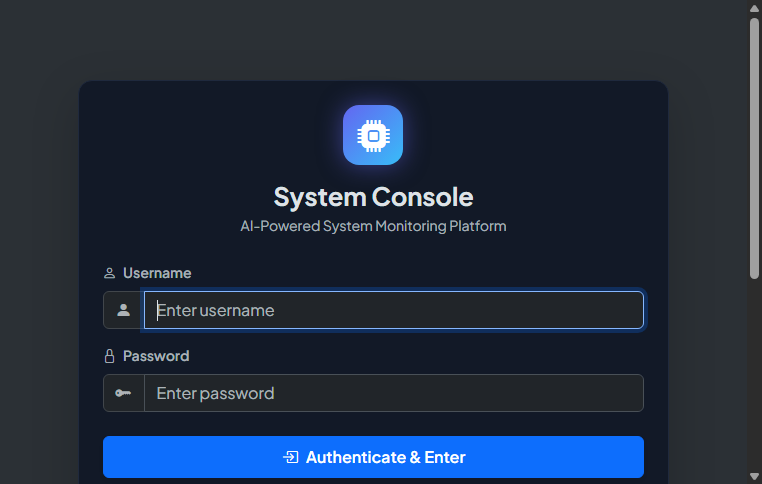 System Console
AI-Powered System Monitoring Platform
Username
Enter username
Password
Enter password
Authenticate & Enter